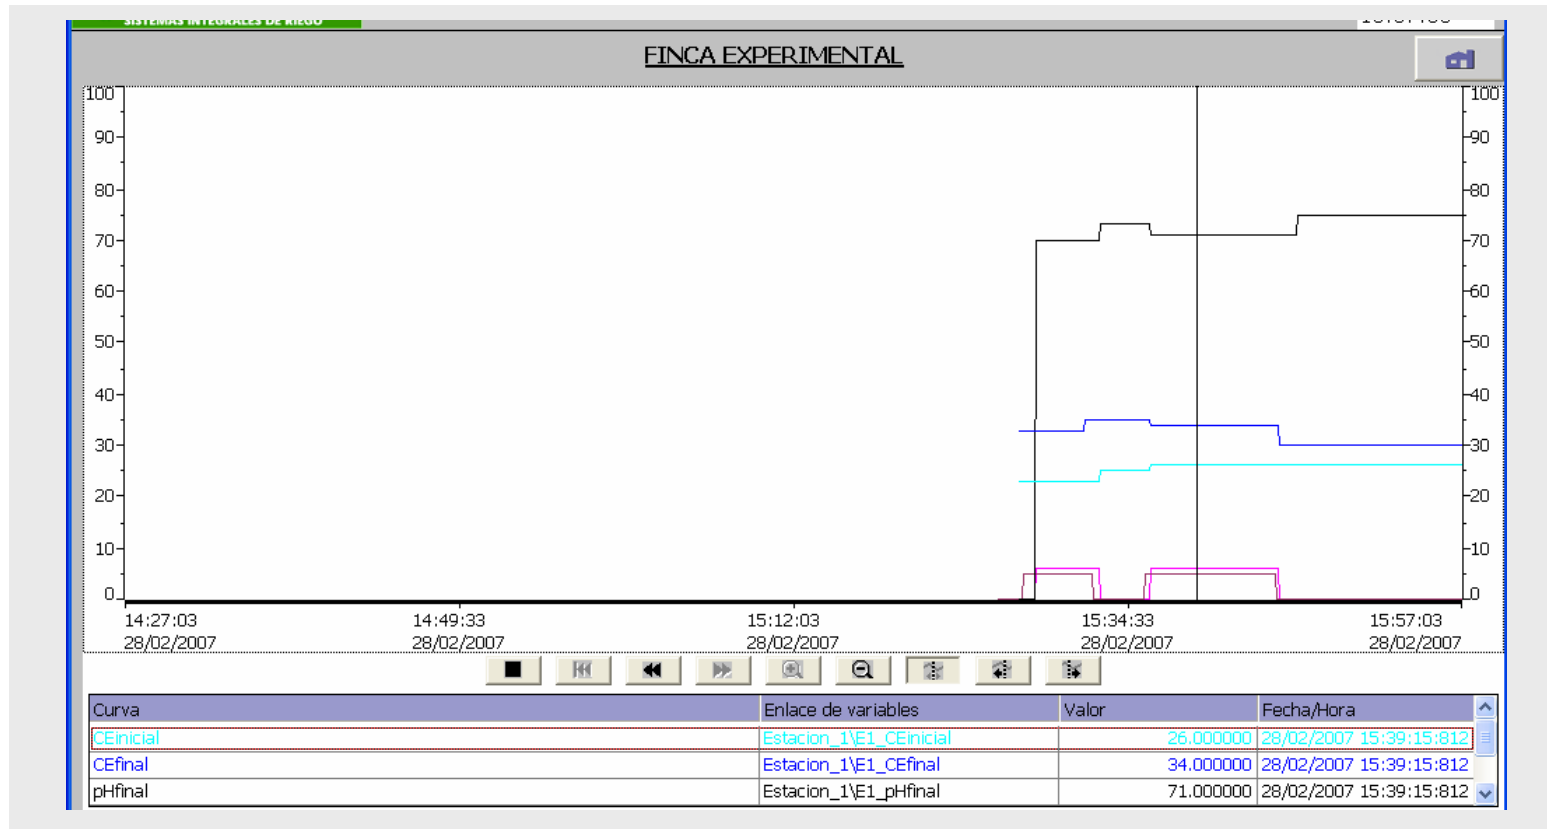 SISTEMAS INTEGRALES DE RIEGO
FINCA EXPERIMENTAL
100 100
90 90
80 80
70 70
60 60
50 50
40 40
30 30
20 20
10 10
0 0
14:27:03 14:49:33 15:12:03 15:34:33 15:57:03
28/02/2007 28/02/2007 28/02/2007 28/02/2007 28/02/2007
Curva Enlace de variables Valor Fecha/Hora
CEinicial Estacion_1\E1_CEinicial 26.000000 28/02/2007 15:39:15:812
CEfinal Estacion_1\E1_CEfinal 34.000000 28/02/2007 15:39:15:812
pHfinal Estacion_1\E1_pHfinal 71.000000 28/02/2007 15:39:15:812